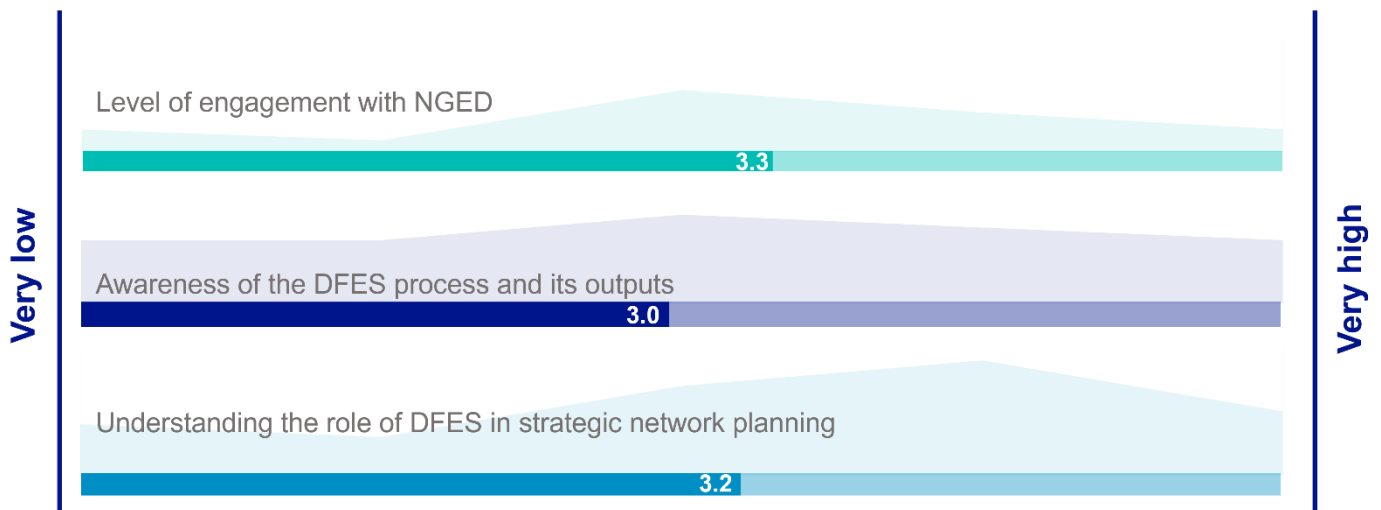 Level of engagement with NGED
3.3
Very low
Awareness of the DFES process and its outputs
3.0
Very high
Understanding the role of DFES in strategic network planning
3.2